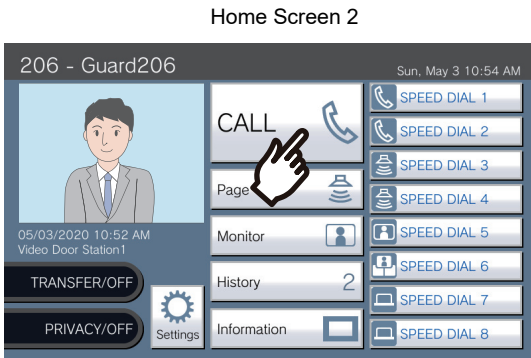 Home Screen 2
206 - Guard206
Sun, May 3 10:54 AM
05/03/2020 10:52 AM
Video Door Station1
TRANSFER/OFF
PRIVACY/OFF
Settings
CALL
Page
Monitor
History 2
Information
SPEED DIAL 1
SPEED DIAL 2
SPEED DIAL 3
SPEED DIAL 4
SPEED DIAL 5
SPEED DIAL 6
SPEED DIAL 7
SPEED DIAL 8